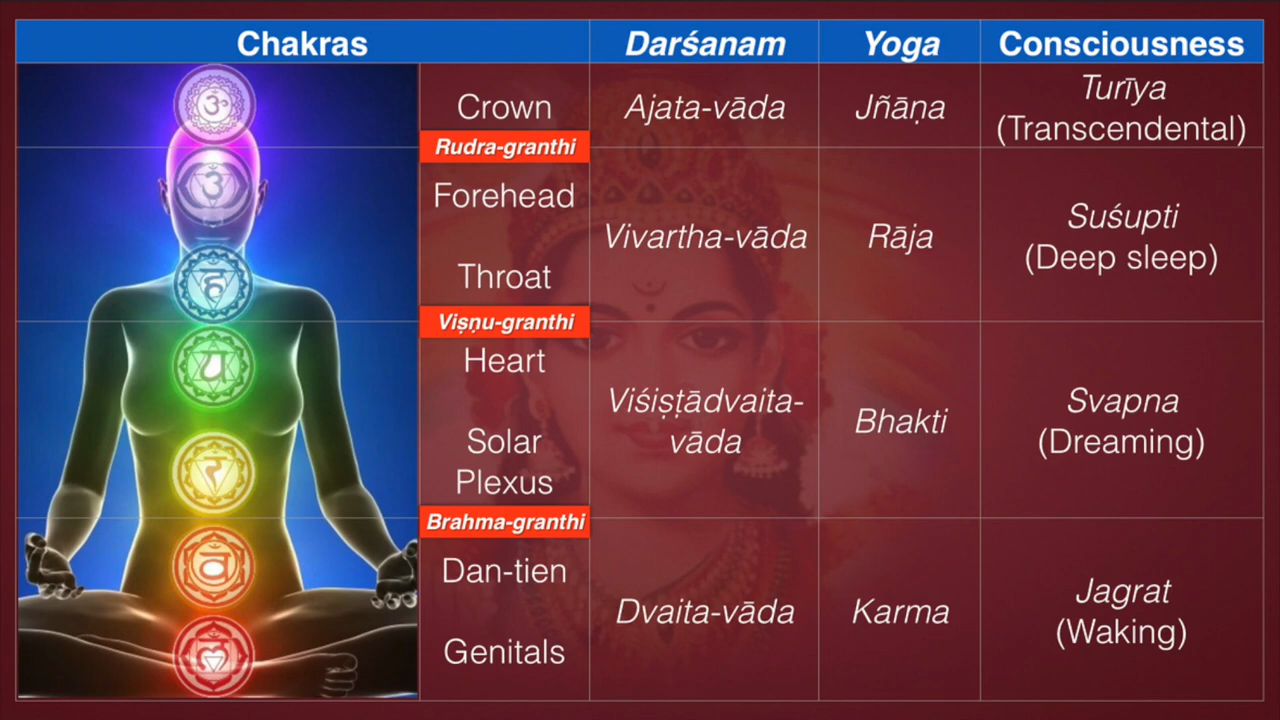 Chakras Darśanam Yoga Consciousness
Crown Ajata-vāda Jñāṇa Turīya
(Transcendental)
Rudra-granthi
Forehead
Throat
Vivartha-vāda Rāja Suśupti
(Deep sleep)
Viṣṇu-granthi
Heart
Solar
Plexus
Viśiṣṭādvaita-
vāda
Bhakti
Svapna
(Dreaming)
Brahma-granthi
Dan-tien
Genitals
Dvaita-vāda Karma Jagrat
(Waking)
ॐ
ॐ
हं
यं
रं
वं
लं